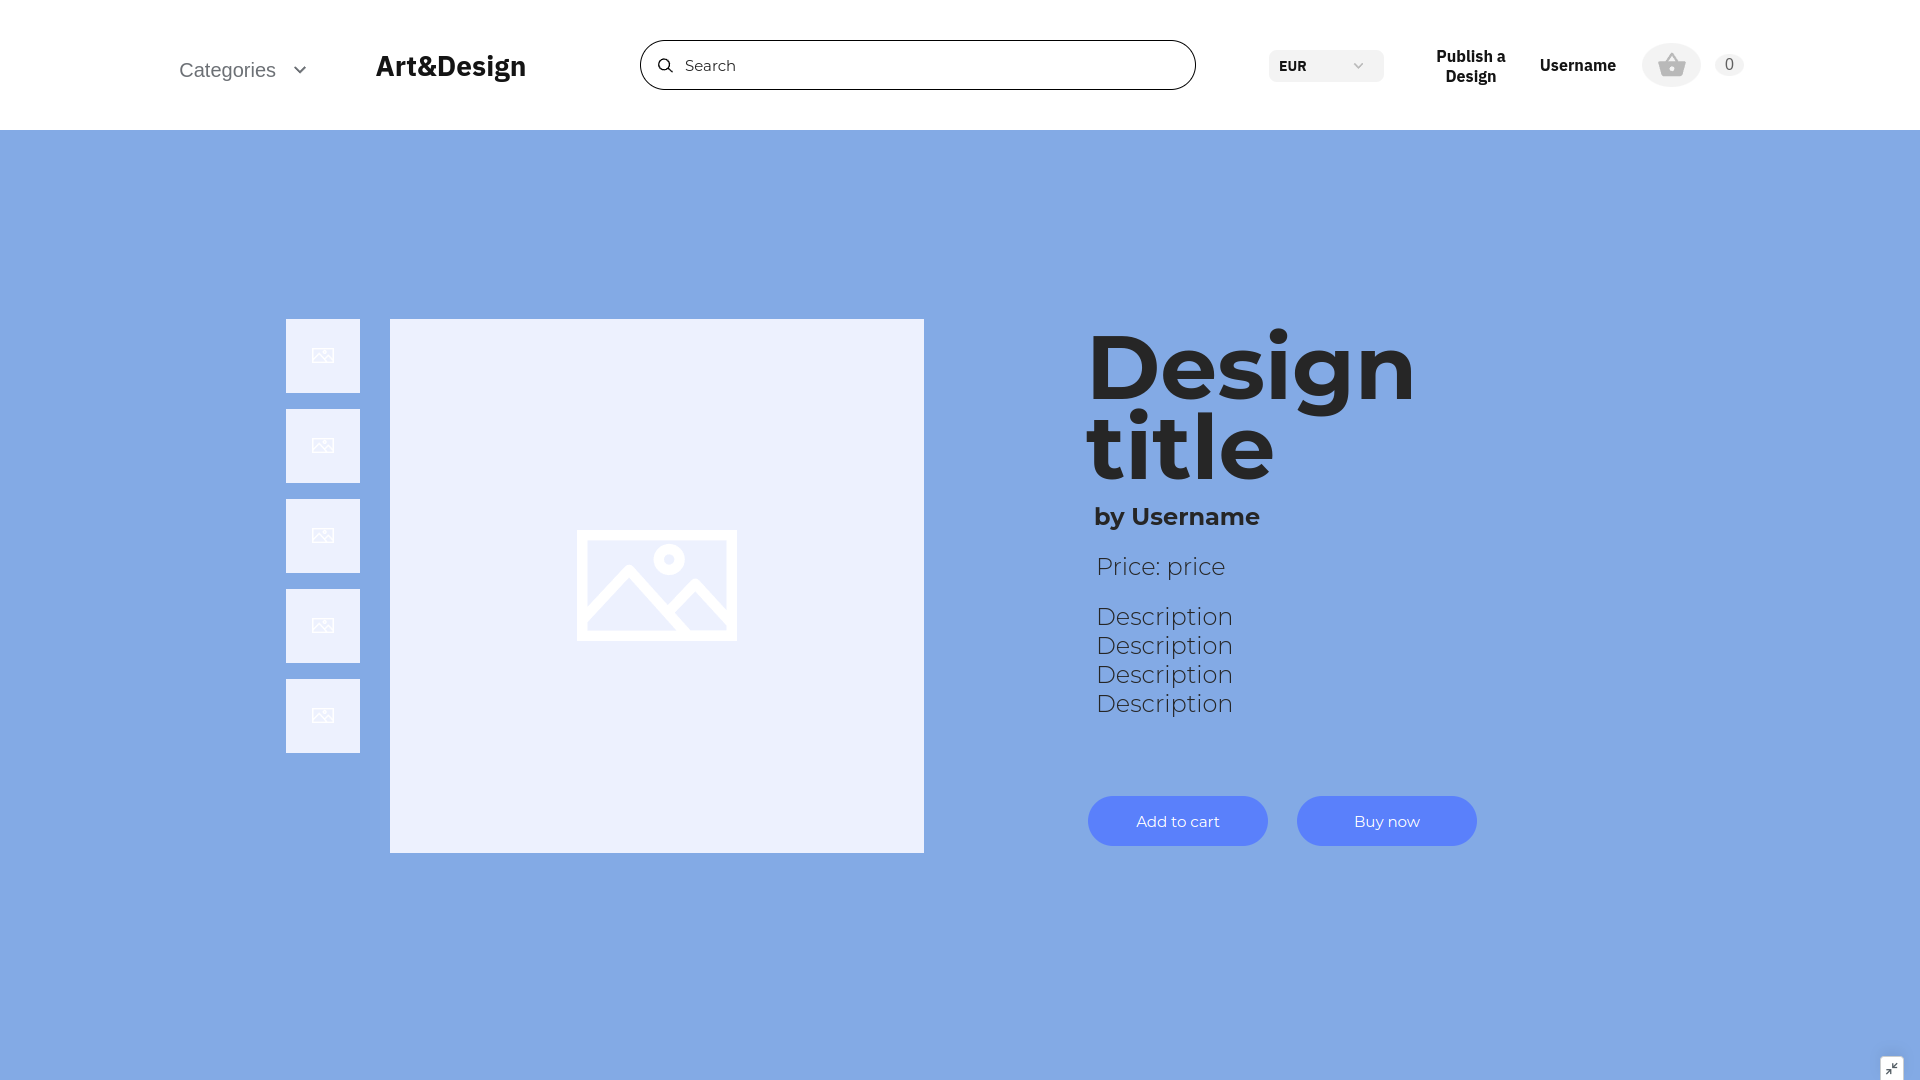 Categories
Art&Design
Search
EUR
Publish a
Design
Username
0
Design
title
by Username
Price: price
Description
Description
Description
Description
Add to cart
Buy now